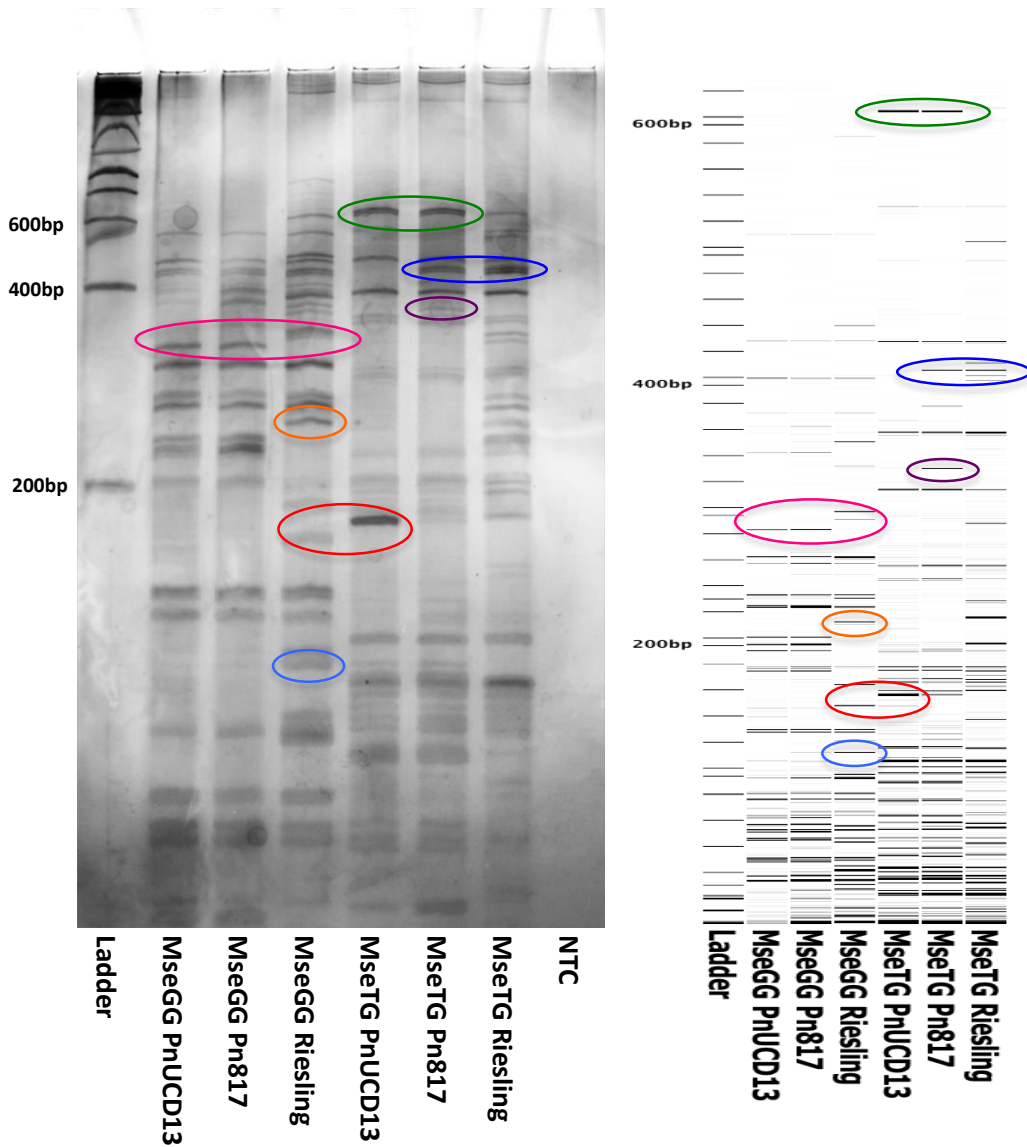 600bp
400bp
200bp
Ladder
MseGG PnUCD13
MseGG Pn817
MseGG Riesling
MseTG PnUCD13
MseTG Pn817
MseTG Riesling
NTC
600bp
400bp
200bp
Ladder
MseGG PnUCD13
MseGG Pn817
MseGG Riesling
MseTG PnUCD13
MseTG Pn817
MseTG Riesling